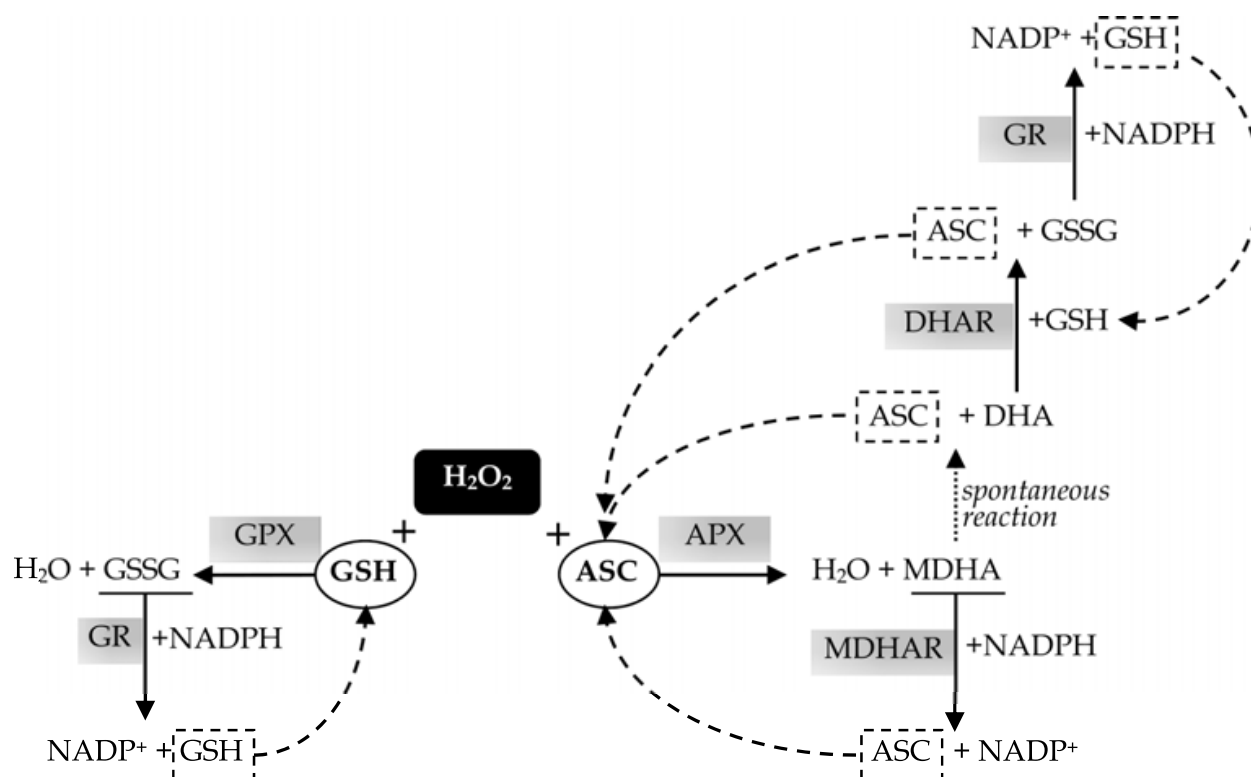 NADP⁺ + GSH
GR +NADPH
ASC + GSSG
DHAR +GSH
ASC + DHA
H₂O₂
spontaneous
reaction
GPX + + APX
H₂O + GSSG GSH ASC H₂O + MDHA
GR +NADPH MDHAR +NADPH
NADP⁺ + GSH ASC + NADP⁺